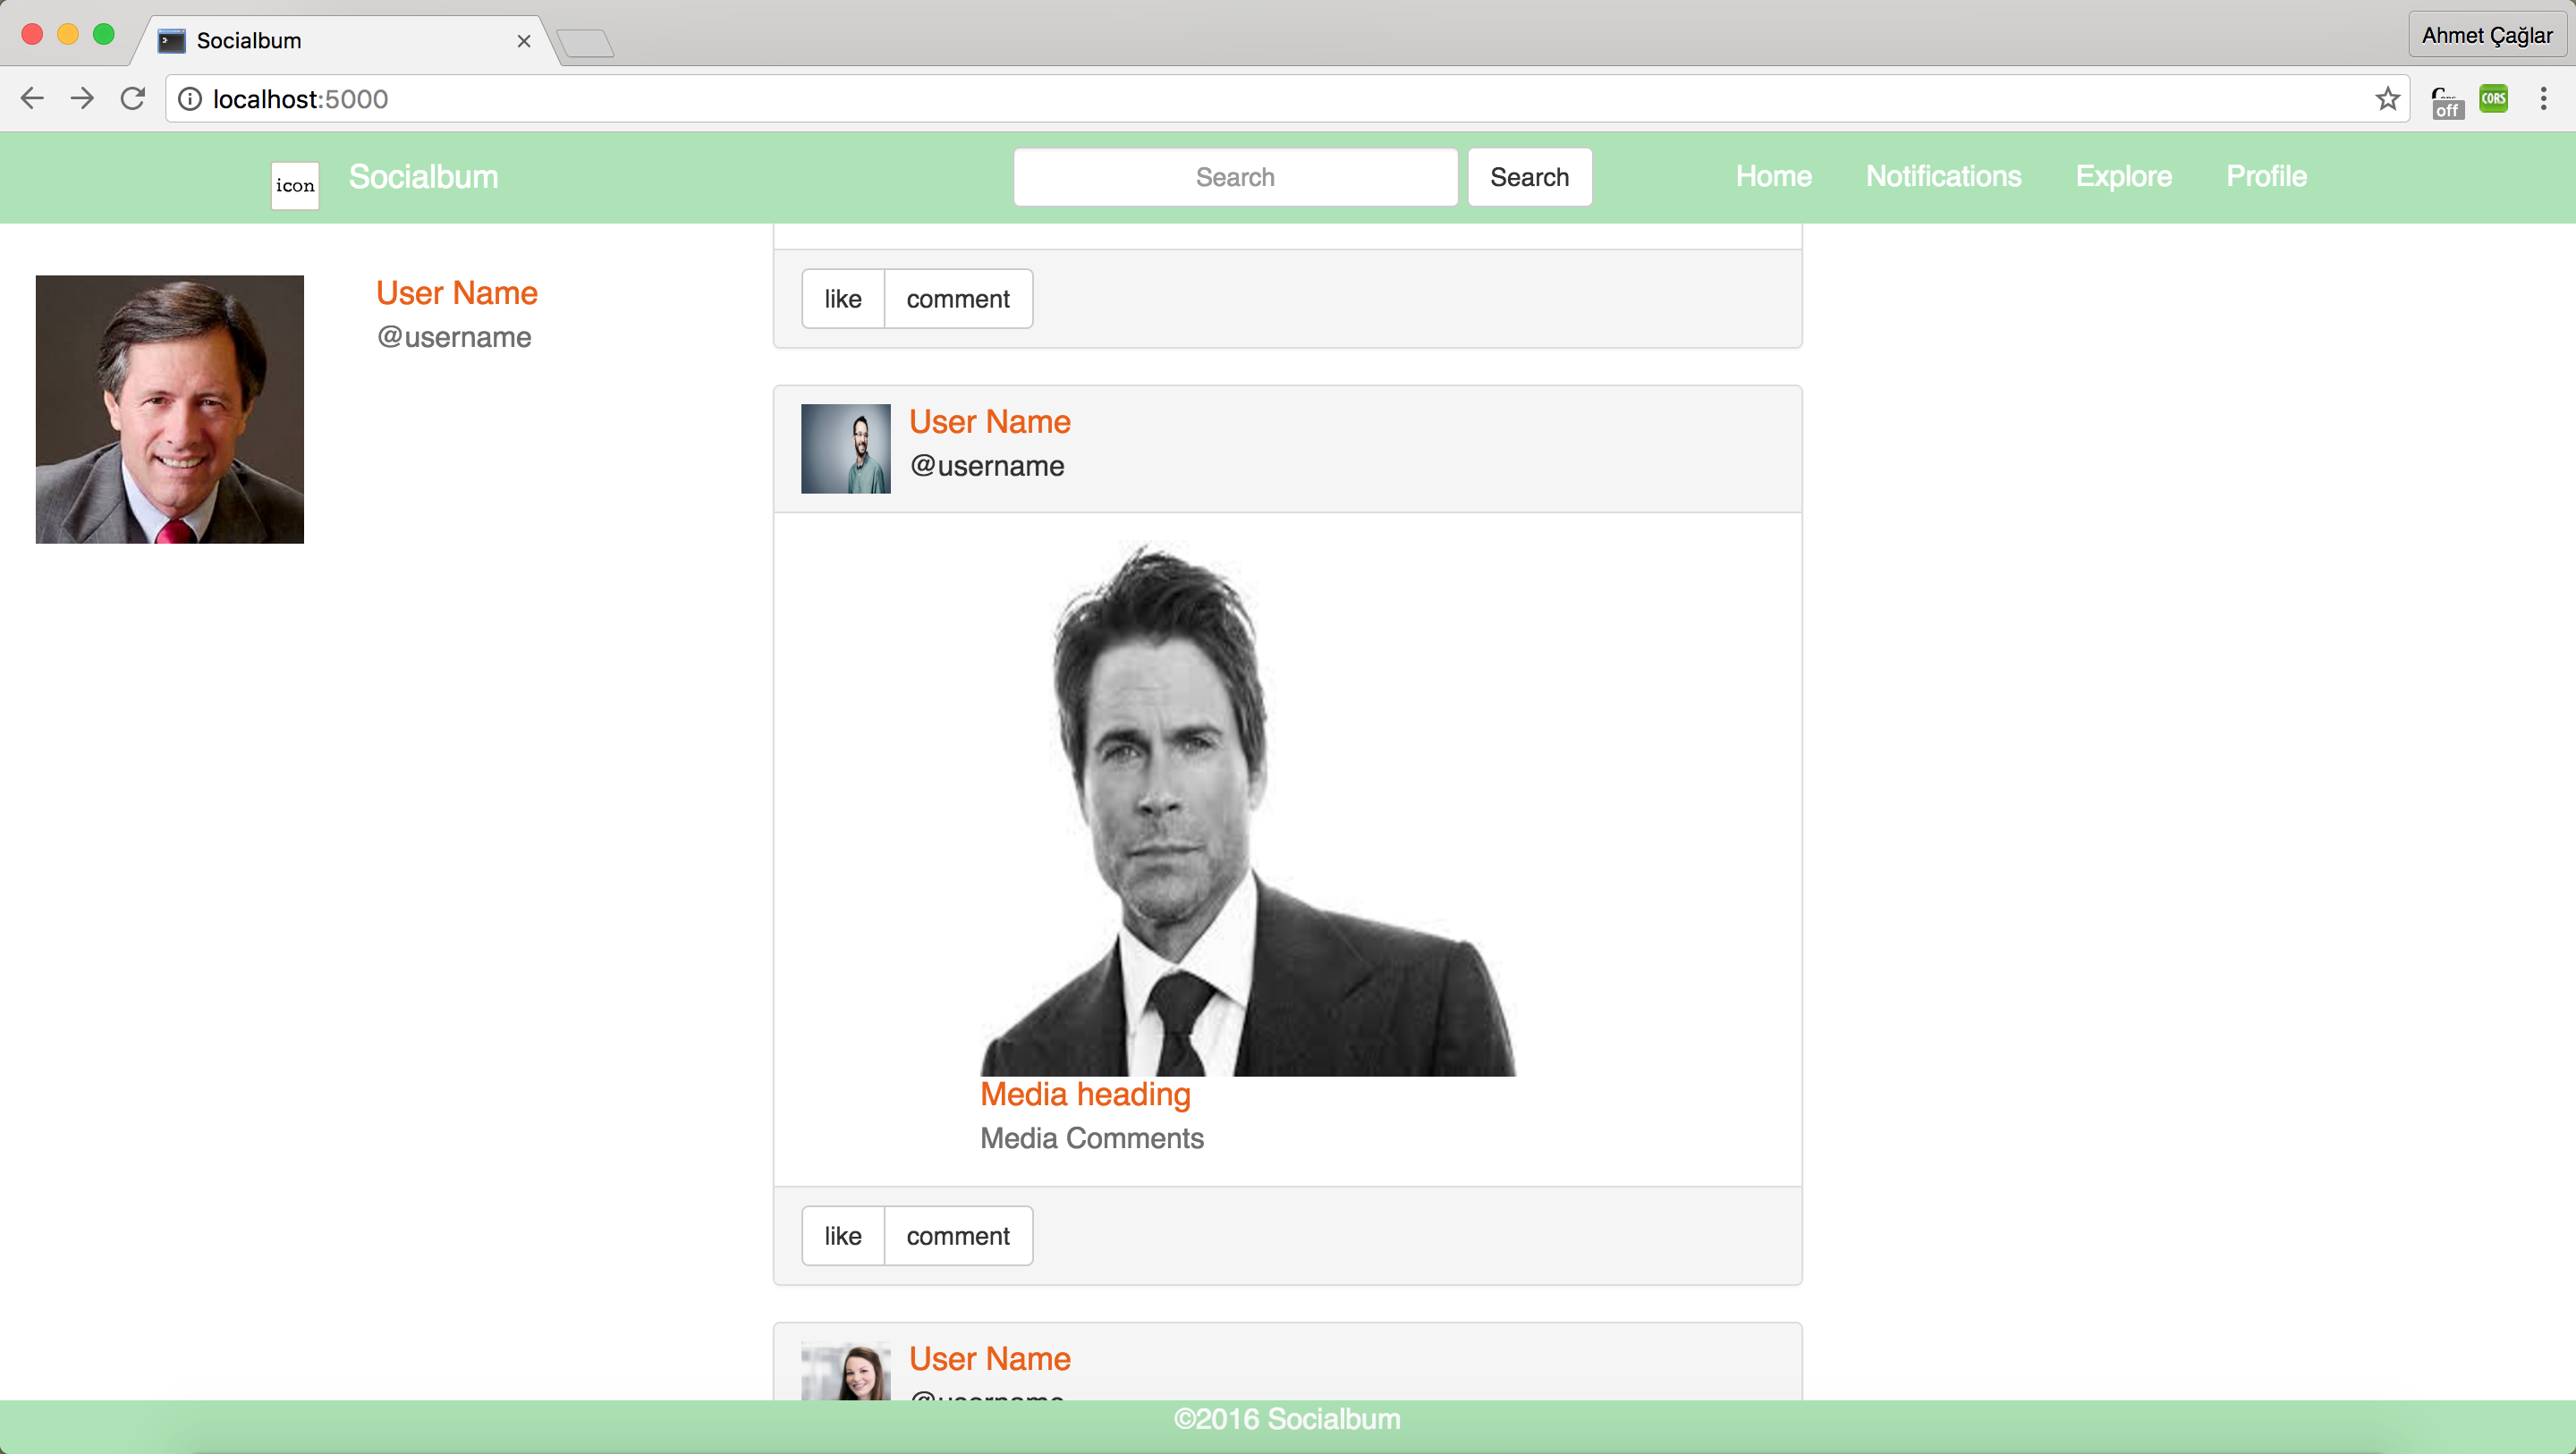 Socialbum
Ahmet Çağlar
localhost:5000
off
CORS
icon
Socialbum
Search
Search
Home
Notifications
Explore
Profile
User Name
@username
like
comment
User Name
@username
Media heading
Media Comments
like
comment
User Name
@username
©2016 Socialbum